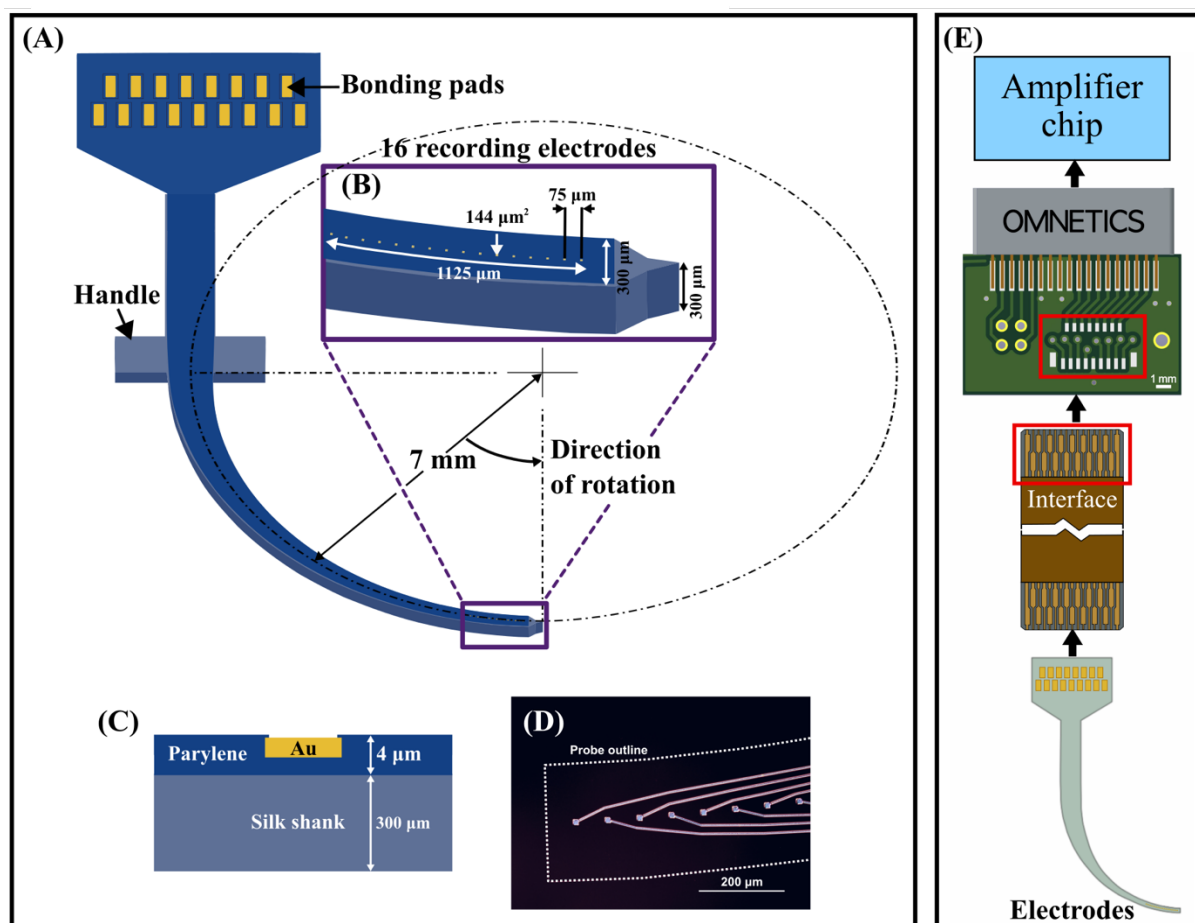 (A)
Bonding pads
16 recording electrodes
(B)
75 µm
144 µm²
1125 µm
300 µm
300 µm
Handle
7 mm
Direction
of rotation
(C)
Parylene
Au
4 µm
Silk shank
300 µm
(D)
Probe outline
200 µm
(E)
Amplifier
chip
OMNETICS
1 mm
Interface
Electrodes